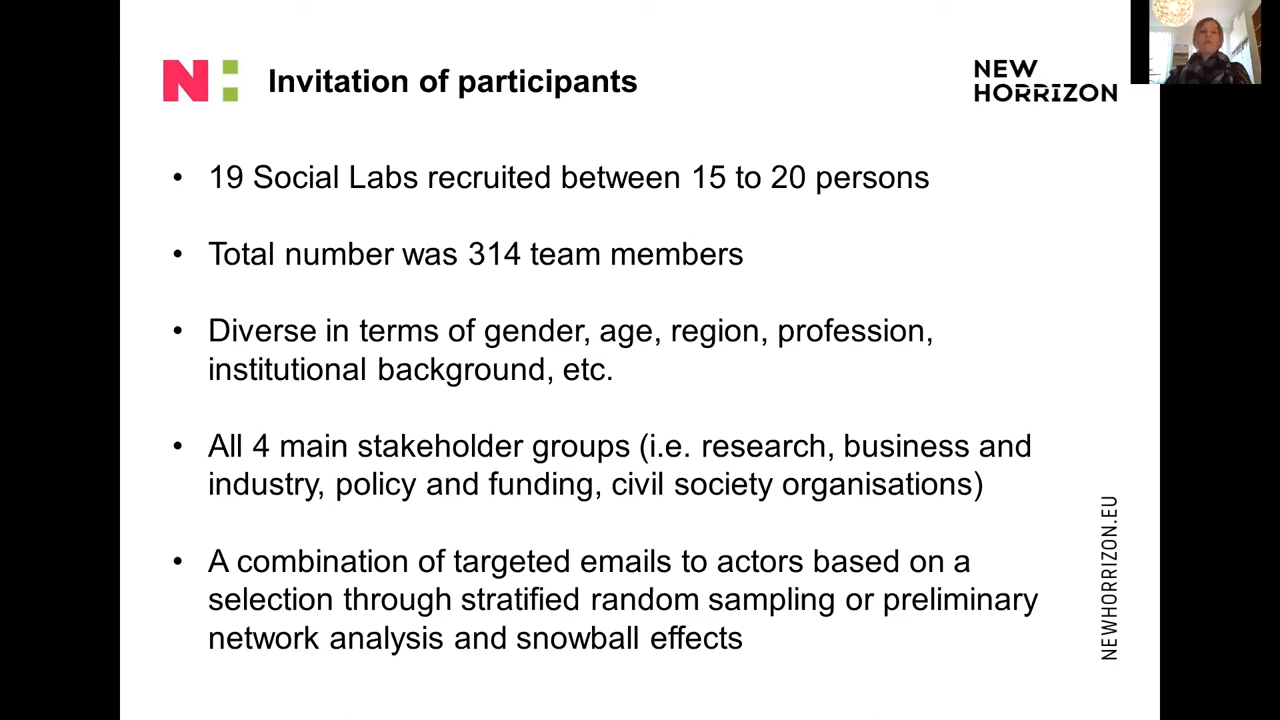 N:
Invitation of participants
NEW
HORRIZON
• 19 Social Labs recruited between 15 to 20 persons
• Total number was 314 team members
• Diverse in terms of gender, age, region, profession,
institutional background, etc.
• All 4 main stakeholder groups (i.e. research, business and
industry, policy and funding, civil society organisations)
• A combination of targeted emails to actors based on a
selection through stratified random sampling or preliminary
network analysis and snowball effects
NEWHORRIZON.EU